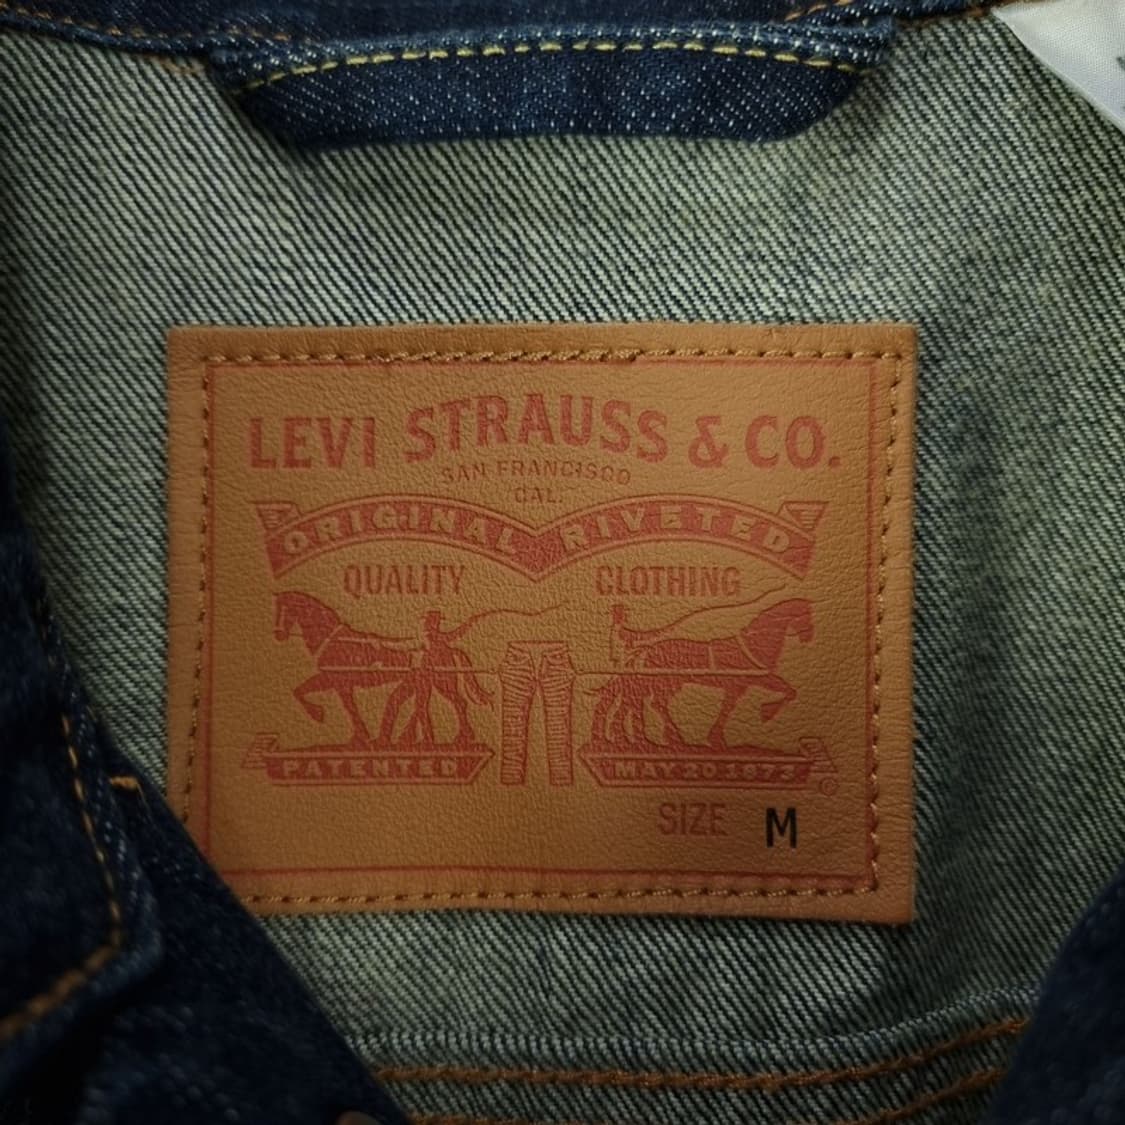 LEVI STRAUSS & CO.
SAN FRANCISCO
CAL.
ORIGINAL RIVETED
QUALITY CLOTHING
PATENTED MAY 20 1873
©
SIZE M